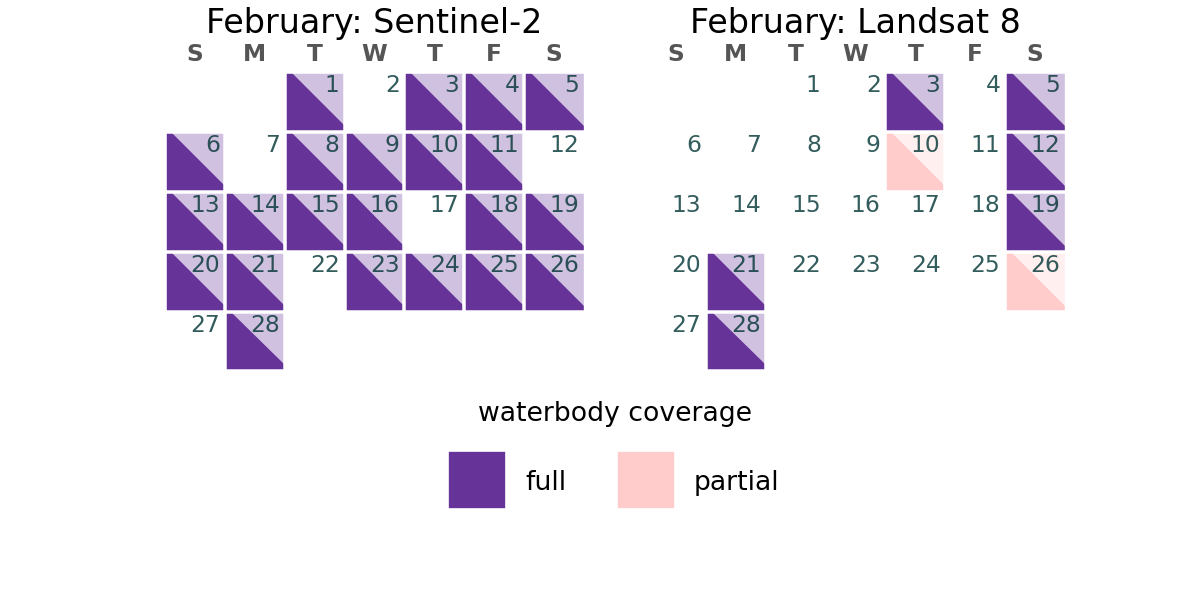 February: Sentinel-2
S M T W T F S
1 2 3 4 5
6 7 8 9 10 11 12
13 14 15 16 17 18 19
20 21 22 23 24 25 26
27 28
February: Landsat 8
S M T W T F S
1 2 3 4 5
6 7 8 9 10 11 12
13 14 15 16 17 18 19
20 21 22 23 24 25 26
27 28
waterbody coverage
full partial